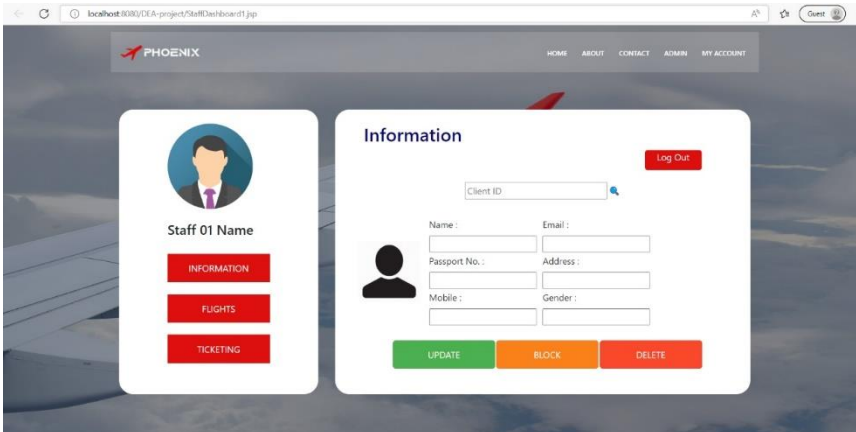 localhost:8080/DEA-project/StaffDashboard1.jsp
Guest
PHOENIX
HOME ABOUT CONTACT ADMIN MY ACCOUNT
Staff 01 Name
INFORMATION
FLIGHTS
TICKETING
Information
Log Out
Client ID
Name : Email :
Passport No. : Address :
Mobile : Gender :
UPDATE BLOCK DELETE